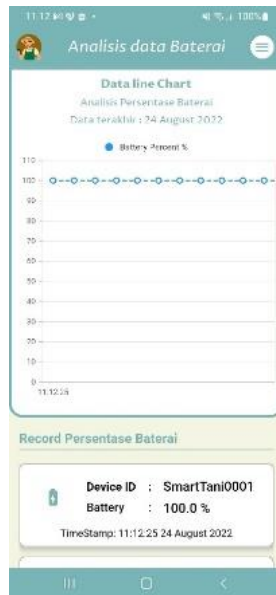 11:12
100%
Analisis data Baterai
Data line Chart
Analisis Persentase Baterai
Data terakhir : 24 August 2022
Battery Percent %
110
100
90
80
70
60
50
40
30
20
10
0
11:12:25
Record Persentase Baterai
Device ID : SmartTani0001
Battery : 100.0 %
TimeStamp: 11:12:25 24 August 2022